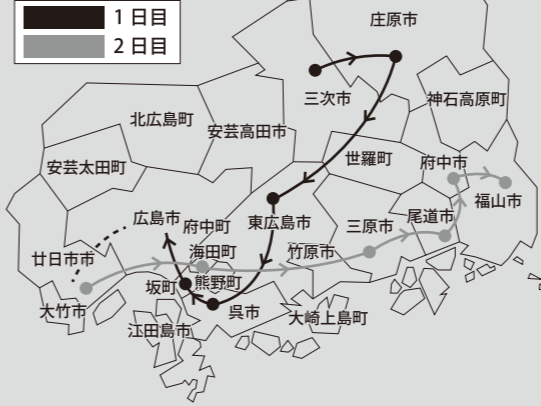 1日目
2日目
庄原市
三次市
神石高原町
北広島町
安芸高田市
世羅町
府中市
安芸太田町
福山市
広島市
府中町
東広島市
三原市
尾道市
海田町
竹原市
廿日市市
坂町
熊野町
大竹市
呉市
大崎上島町
江田島市